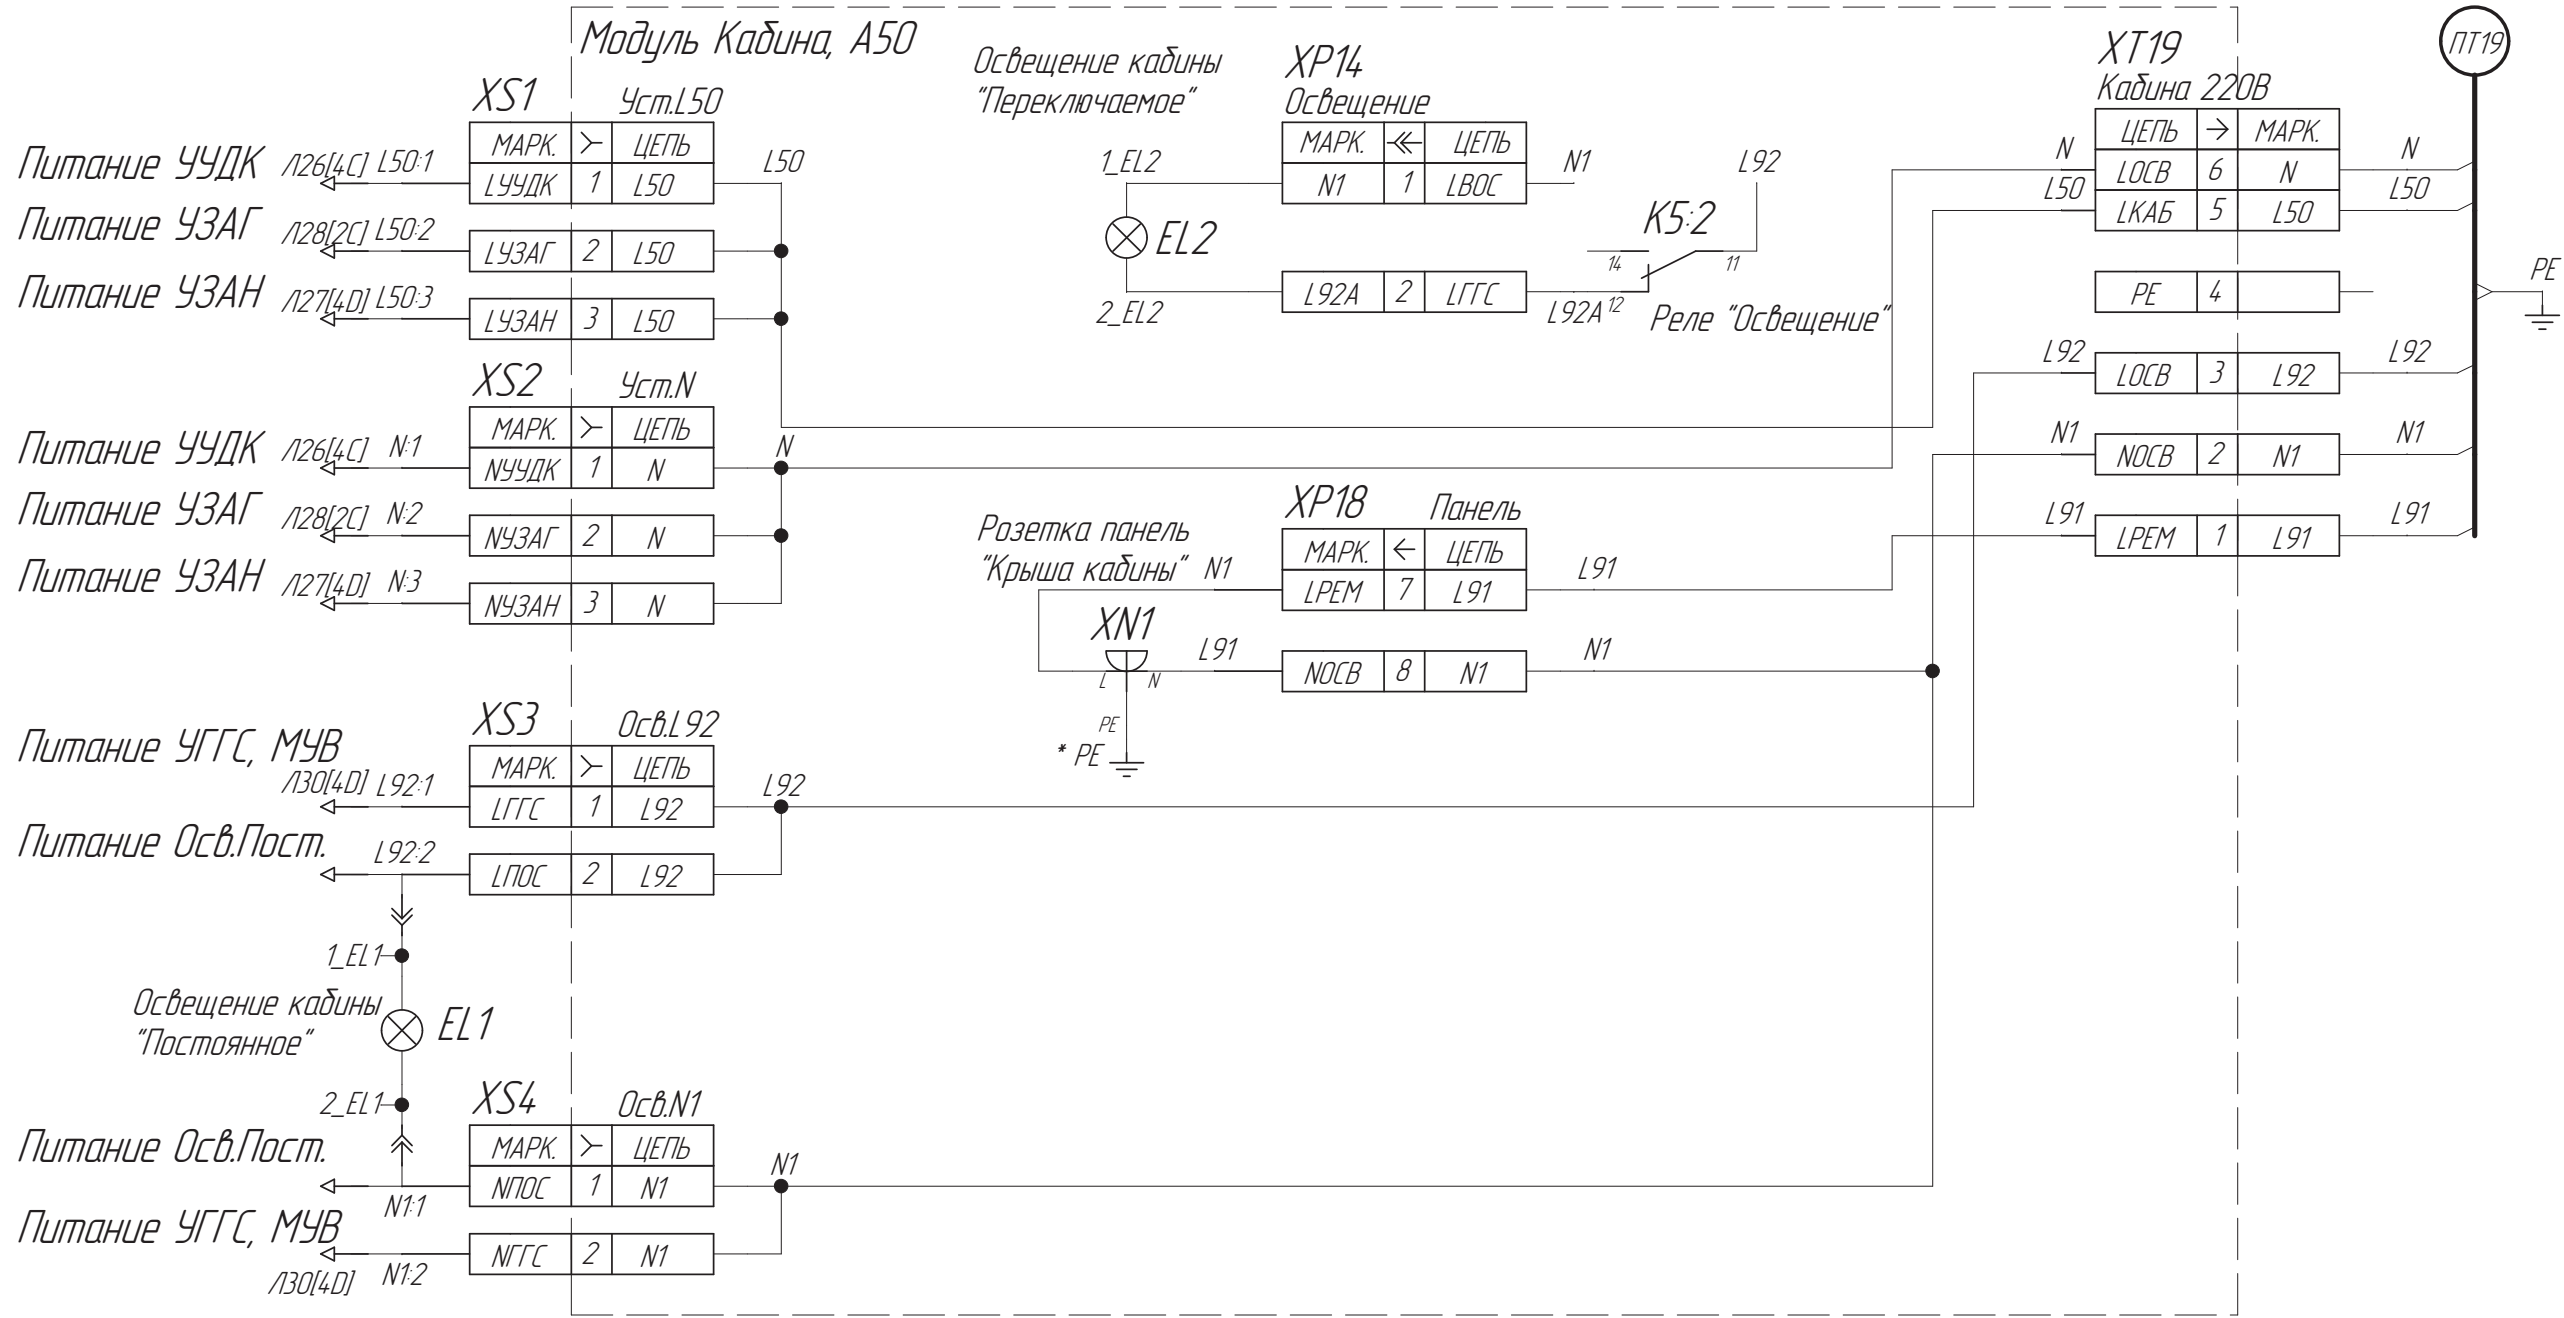 Модуль Кабина, А50
XS1
Уст.L50
МАРК. ЦЕПЬ
Питание УУДК Л26[4C] L50:1 LУУДК 1 L50
L50
Питание УЗАГ Л28[2C] L50:2 LУЗАГ 2 L50
Питание УЗАН Л27[4D] L50:3 LУЗАН 3 L50
XS2
Уст.N
МАРК. ЦЕПЬ
Питание УУДК Л26[4C] N:1 NУУДК 1 N
N
Питание УЗАГ Л28[2C] N:2 NУЗАГ 2 N
Питание УЗАН Л27[4D] N:3 NУЗАН 3 N
XS3
Осв.L92
МАРК. ЦЕПЬ
Питание УГГС, МУВ
Л30[4D] L92:1 LГГС 1 L92
L92
Питание Осв.Пост.
L92:2 LПОС 2 L92
1_EL1
Освещение кабины
"Постоянное"
EL1
2_EL1
XS4
Осв.N1
МАРК. ЦЕПЬ
Питание Осв.Пост.
N1:1 NПОС 1 N1
N1
Питание УГГС, МУВ
Л30[4D] N1:2 NГГС 2 N1
Освещение кабины
"Переключаемое"
XP14
Освещение
МАРК. ЦЕПЬ
1_EL2 N1 1 LВОС N1
EL2
2_EL2 L92А 2 LГГС L92А
12
14
11
K5:2
L92
Реле "Освещение"
Розетка панель
"Крыша кабины"
XP18
Панель
МАРК. ЦЕПЬ
N1 LРЕМ 7 L91 L91
XN1
L91 NОСВ 8 N1 N1
L N
PE
* PE
XT19
Кабина 220В
ЦЕПЬ МАРК.
N LОСВ 6 N N
L50 LКАБ 5 L50 L50
PE 4
L92 LОСВ 3 L92 L92
N1 NОСВ 2 N1 N1
L91 LРЕМ 1 L91 L91
ПТ19
PE